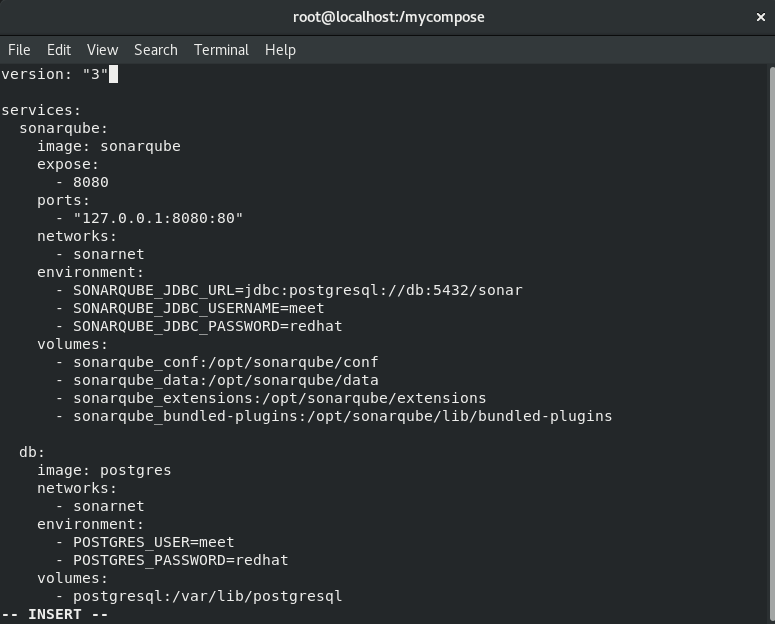 root@localhost:/mycompose
×
File Edit View Search Terminal Help
version: "3"
services:
  sonarqube:
    image: sonarqube
    expose:
      - 8080
    ports:
      - "127.0.0.1:8080:80"
    networks:
      - sonarnet
    environment:
      - SONARQUBE_JDBC_URL=jdbc:postgresql://db:5432/sonar
      - SONARQUBE_JDBC_USERNAME=meet
      - SONARQUBE_JDBC_PASSWORD=redhat
    volumes:
      - sonarqube_conf:/opt/sonarqube/conf
      - sonarqube_data:/opt/sonarqube/data
      - sonarqube_extensions:/opt/sonarqube/extensions
      - sonarqube_bundled-plugins:/opt/sonarqube/lib/bundled-plugins
  db:
    image: postgres
    networks:
      - sonarnet
    environment:
      - POSTGRES_USER=meet
      - POSTGRES_PASSWORD=redhat
    volumes:
      - postgresql:/var/lib/postgresql
-- INSERT --